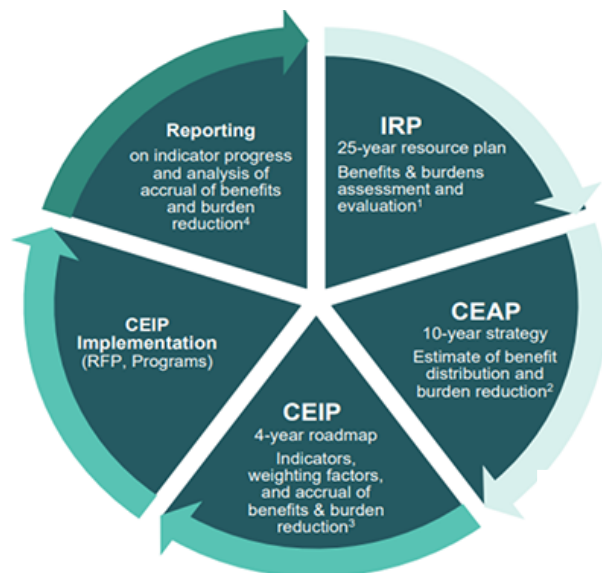 Reporting
on indicator progress
and analysis of
accrual of benefits
and burden
reduction⁴
IRP
25-year resource plan
Benefits & burdens
assessment and
evaluation¹
CEAP
10-year strategy
Estimate of benefit
distribution and
burden reduction²
CEIP
4-year roadmap
Indicators,
weighting factors,
and accrual of
benefits & burden
reduction³
CEIP
Implementation
(RFP, Programs)